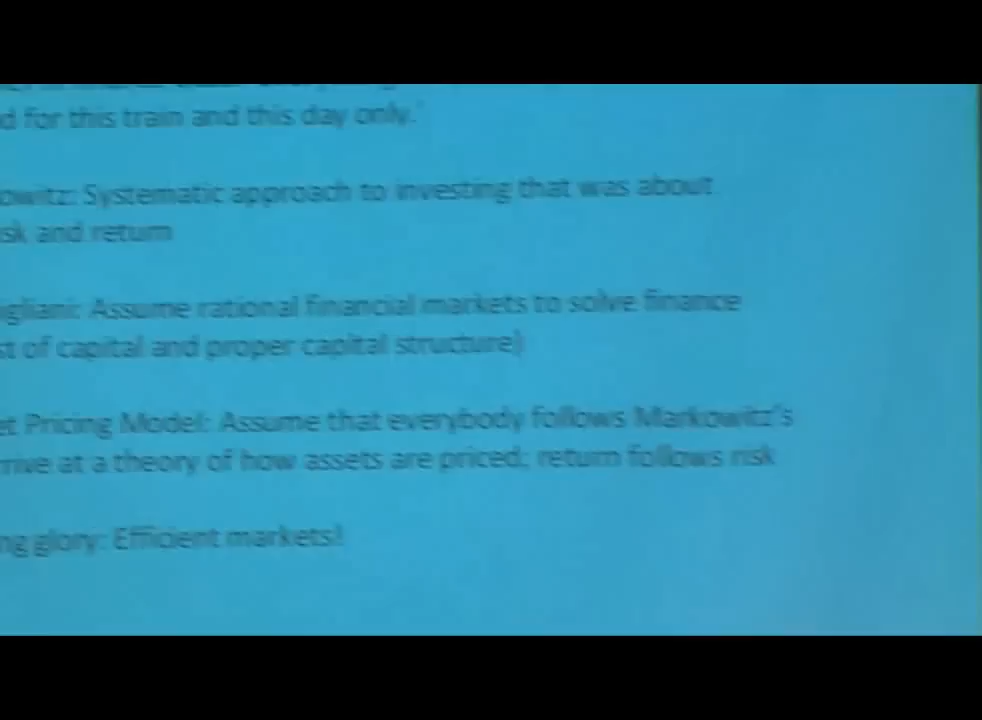 d for this train and this day only.'
owitz: Systematic approach to investing that was about
sk and return
gliani: Assume rational financial markets to solve finance
st of capital and proper capital structure)
et Pricing Model: Assume that everybody follows Markowitz's
rrive at a theory of how assets are priced; return follows risk
ng glory: Efficient markets!